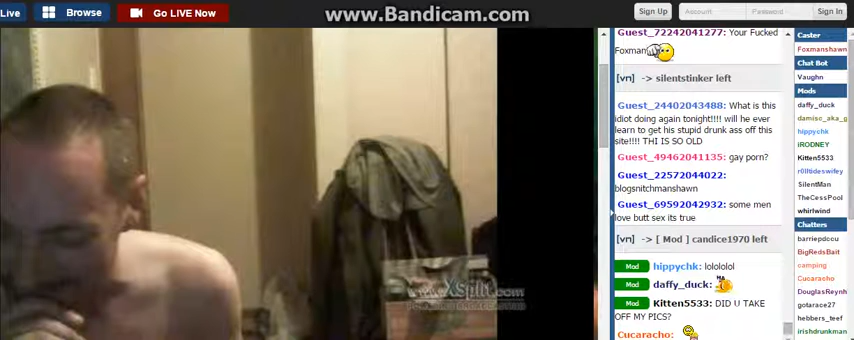 Live
Browse
Go LIVE Now
www.Bandicam.com
Sign Up
Account
Password
Sign In
www.XSplit.com
Guest_72242041277: Your Fucked
Foxman
[vn] -> silentstinker left
Guest_24402043488: What is this
idiot doing again tonight!!!! will he ever
learn to get his stupid drunk ass off this
site!!!! THI IS SO OLD
Guest_49462041135: gay porn?
Guest_22572044022:
blogsnitchmanshawn
Guest_69592042932: some men
love butt sex its true
[vn] -> [ Mod ] candice1970 left
Mod hippychk: lolololol
Mod daffy_duck:
Mod Kitten5533: DID U TAKE
OFF MY PICS?
Cucaracho:
Caster
Foxmanshawn
Chat Bot
Vaughn
Mods
daffy_duck
damisc_aka_g
hippychk
iRODNEY
Kitten5533
r0lltideswifey
SilentMan
TheCessPool
whirlwind
Chatters
barriepdccu
BigRedsBait
camping
Cucaracho
DouglasReynh
gotarace27
hebbers_teef
irishdrunkman